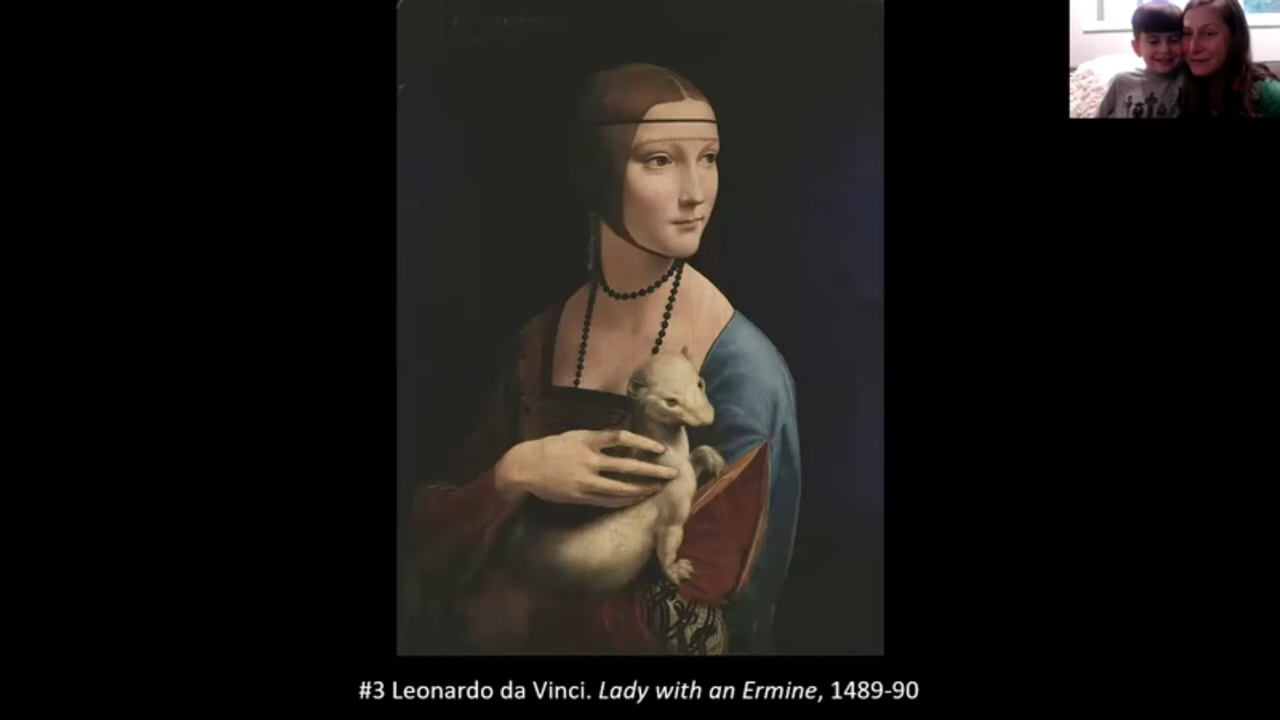 #3 Leonardo da Vinci. Lady with an Ermine, 1489-90